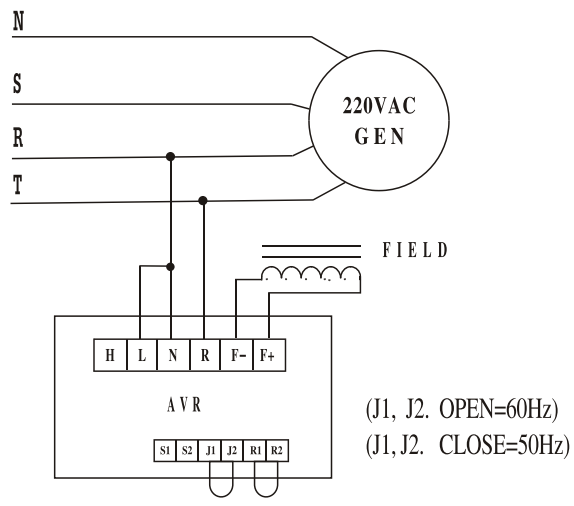 N
S
220VAC
GEN
R
T
FIELD
H L N R F- F+
AVR
(J1, J2. OPEN=60Hz)
(J1, J2. CLOSE=50Hz)
S1 S2 J1 J2 R1 R2